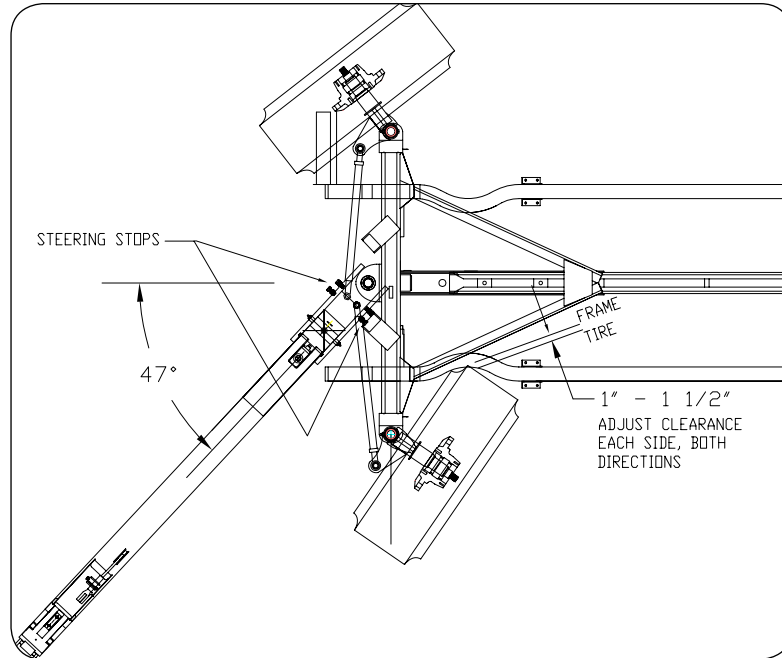 STEERING STOPS
47°
FRAME
TIRE
1" - 1 1/2"
ADJUST CLEARANCE
EACH SIDE, BOTH
DIRECTIONS